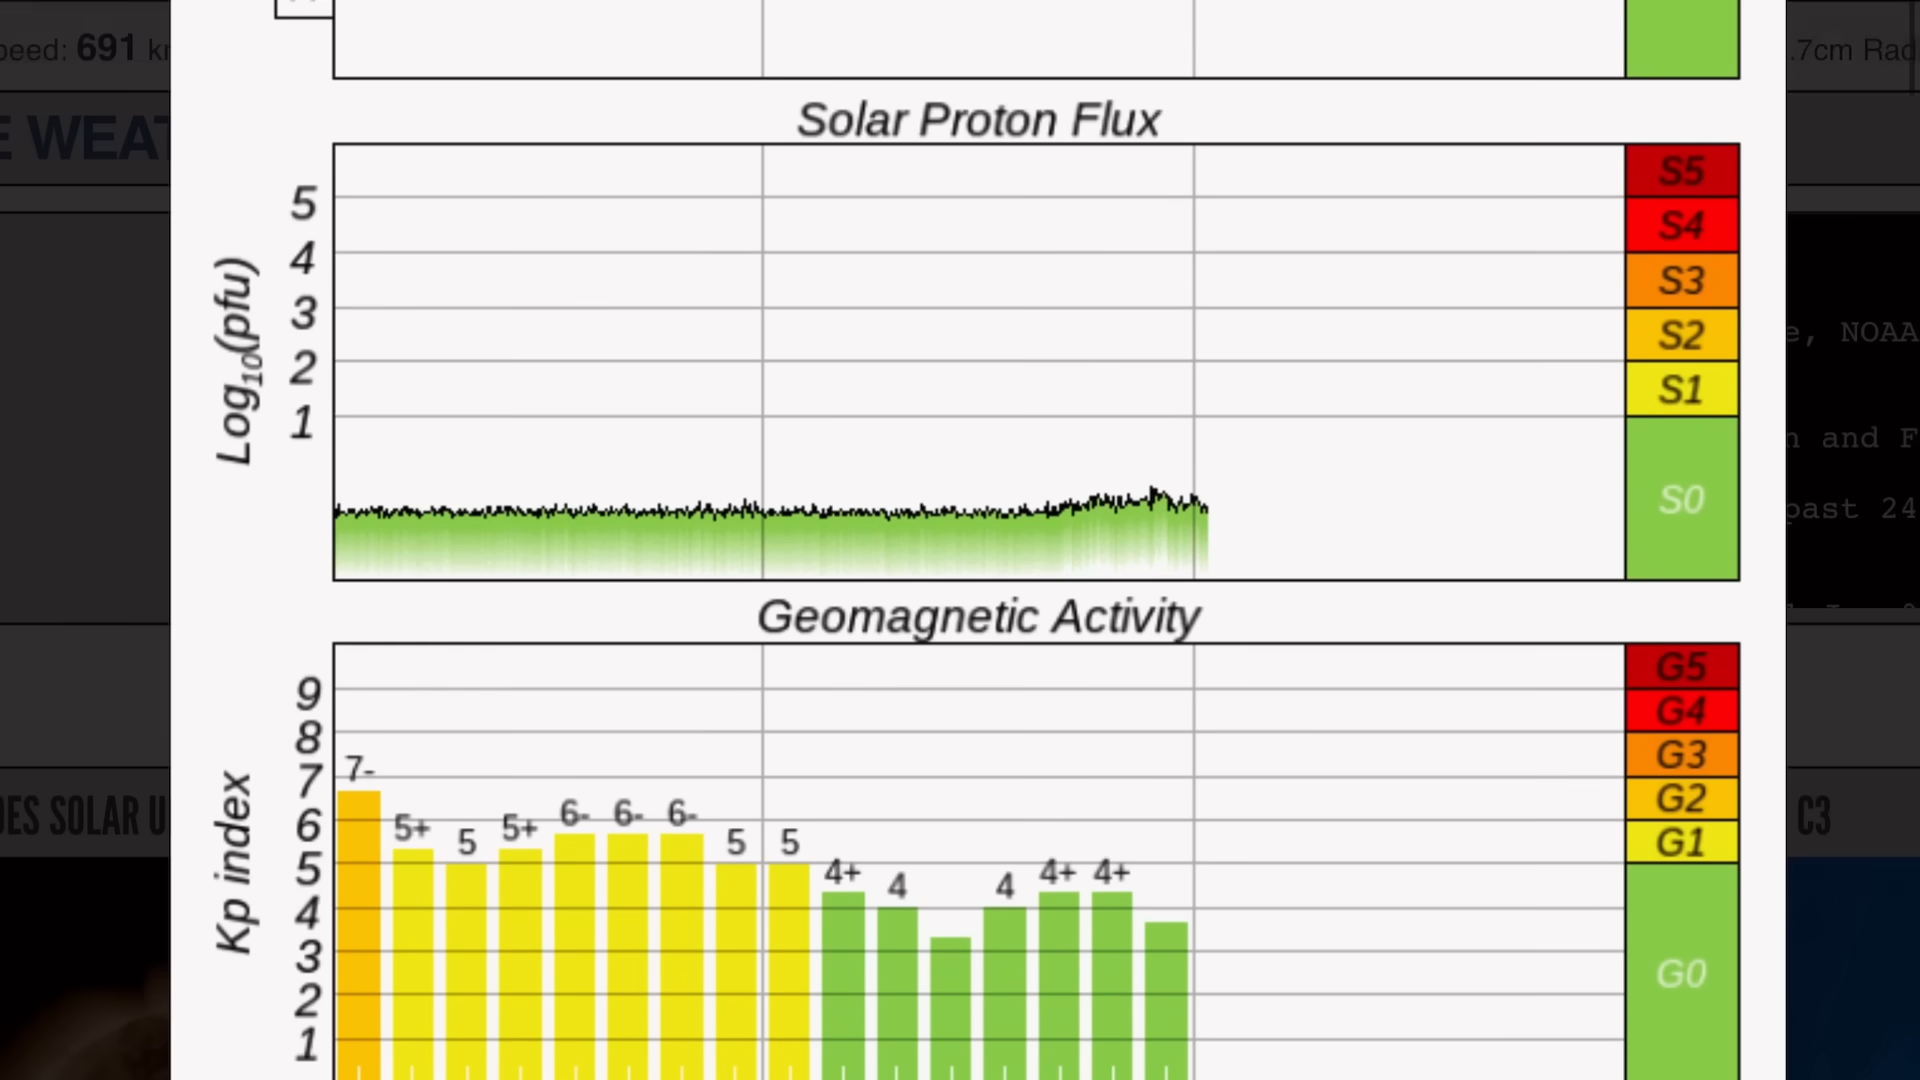 peed: 691 k
.7cm Rad
E WEAT
Solar Proton Flux
Log10(pfu)
5
4
3
2
1
S5
S4
S3
S2
S1
S0
e, NOAA
n and F
past 24
Geomagnetic Activity
Kp index
9
8
7
6
5
4
3
2
1
7- 5+ 5 5+ 6- 6- 6- 5 5 4+ 4 4 4+ 4+
G5
G4
G3
G2
G1
G0
DES SOLAR U
C3